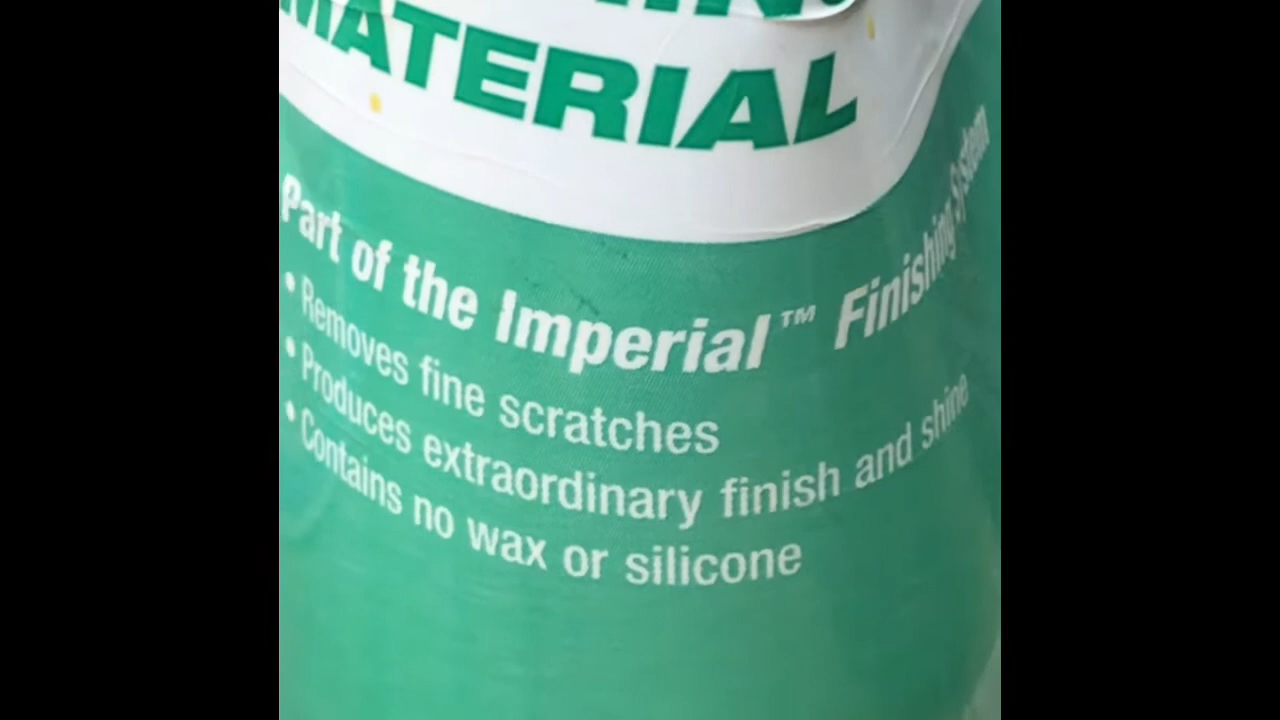 MATERIAL
Part of the Imperial™ Finishing System.
• Removes fine scratches
• Produces extraordinary finish and shine
• Contains no wax or silicone